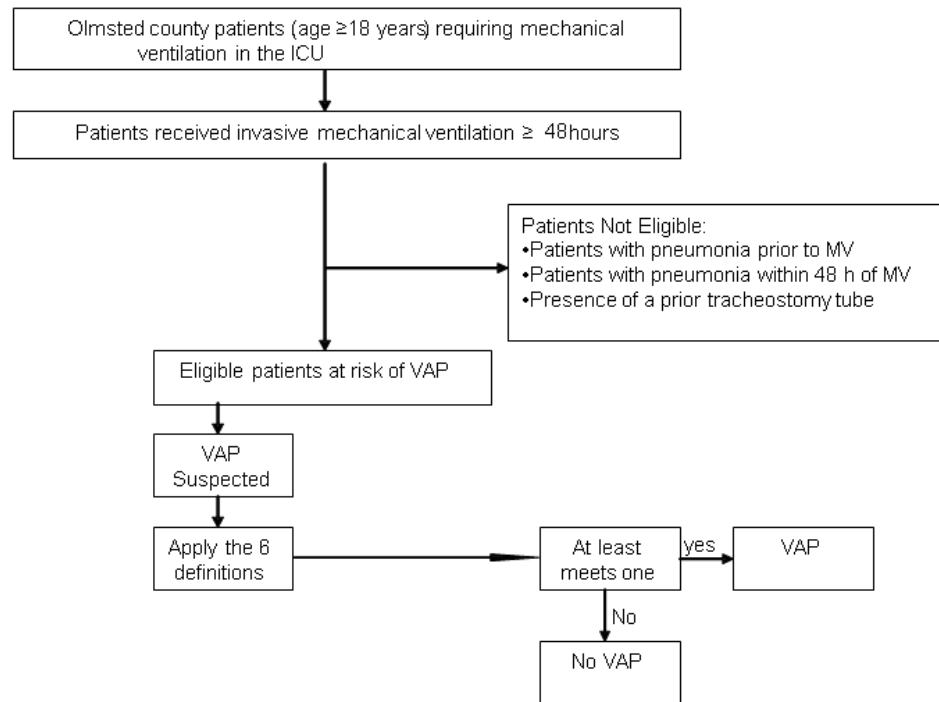 Olmsted county patients (age ≥18 years) requiring mechanical
ventilation in the ICU
Patients received invasive mechanical ventilation ≥ 48hours
Patients Not Eligible:
•Patients with pneumonia prior to MV
•Patients with pneumonia within 48 h of MV
•Presence of a prior tracheostomy tube
Eligible patients at risk of VAP
VAP
Suspected
Apply the 6
definitions
At least
meets one
yes
VAP
No
No VAP